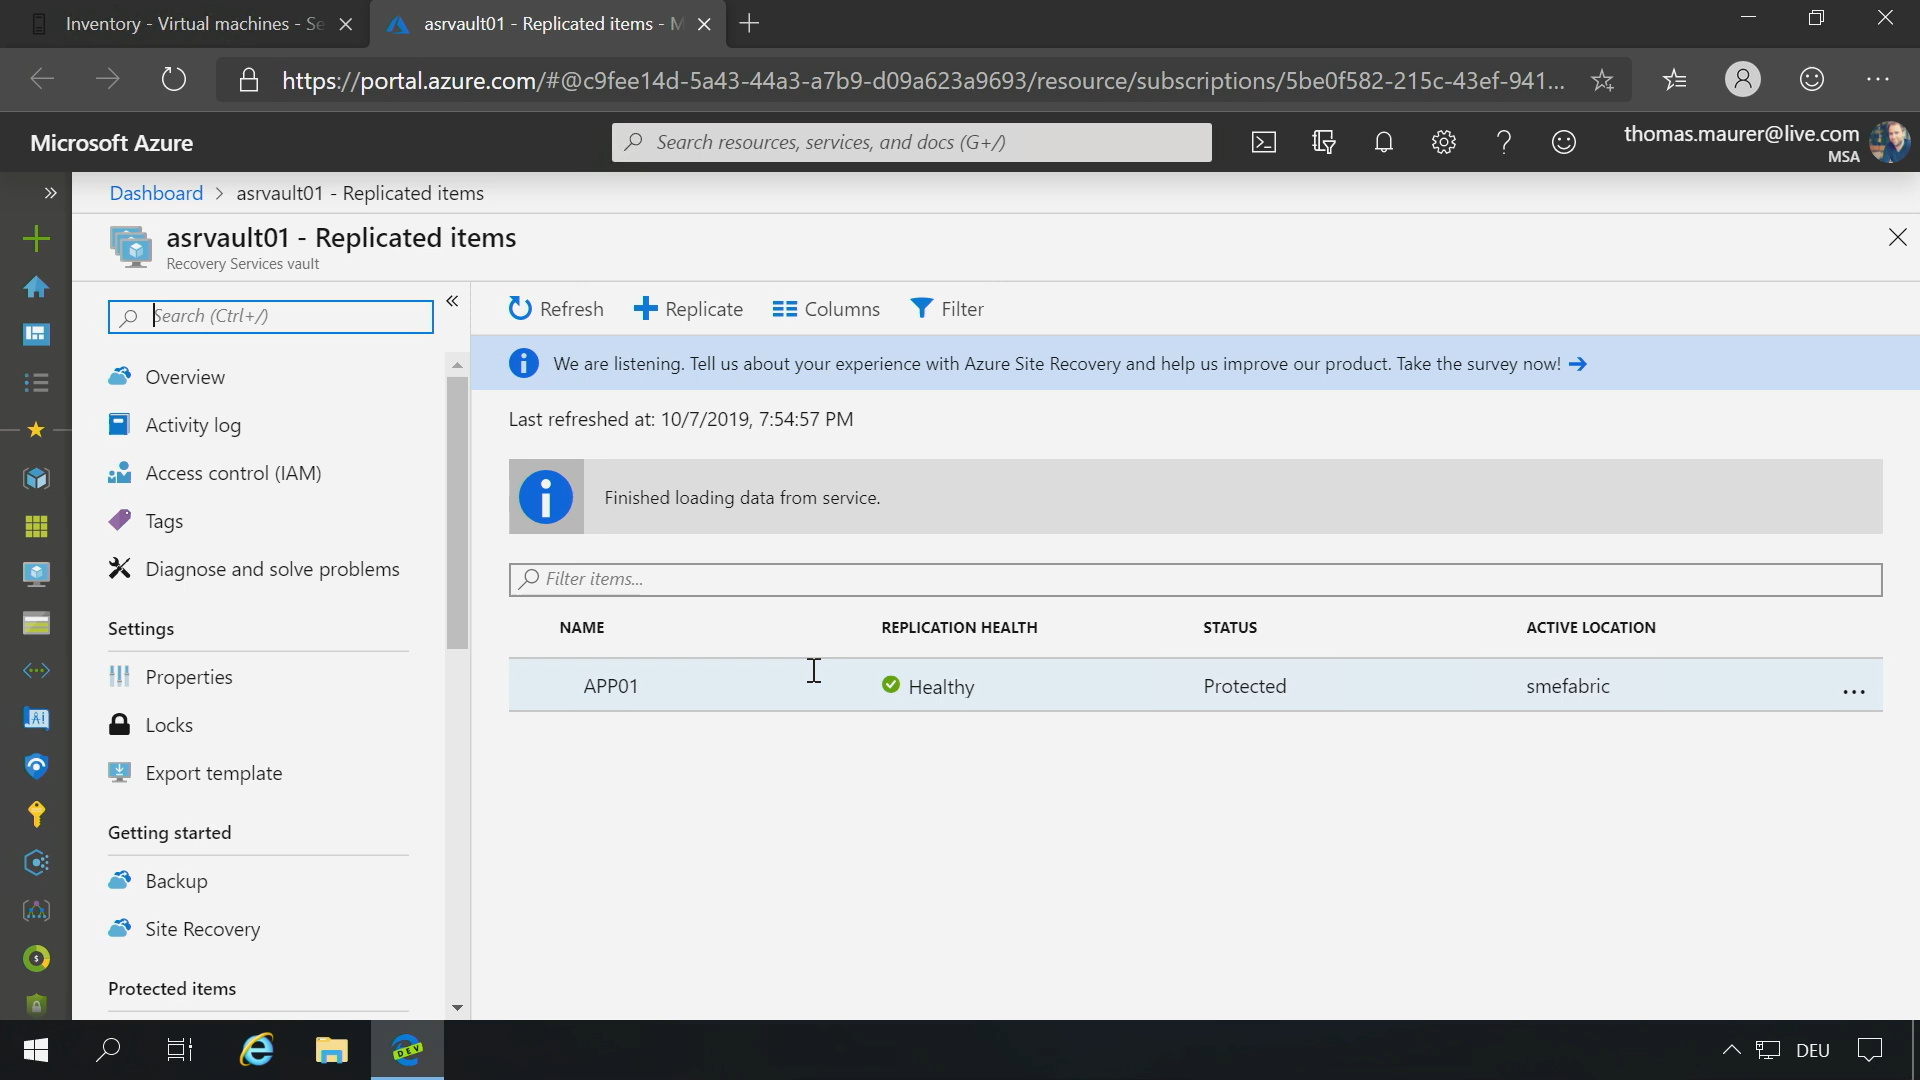 Inventory - Virtual machines - Se
asrvault01 - Replicated items - M
https://portal.azure.com/#@c9fee14d-5a43-44a3-a7b9-d09a623a9693/resource/subscriptions/5be0f582-215c-43ef-941...
Microsoft Azure
Search resources, services, and docs (G+/)
thomas.maurer@live.com
MSA
Dashboard > asrvault01 - Replicated items
asrvault01 - Replicated items
Recovery Services vault
Search (Ctrl+/)
Overview
Activity log
Access control (IAM)
Tags
Diagnose and solve problems
Settings
Properties
Locks
Export template
Getting started
Backup
Site Recovery
Protected items
Refresh
Replicate
Columns
Filter
We are listening. Tell us about your experience with Azure Site Recovery and help us improve our product. Take the survey now!
Last refreshed at: 10/7/2019, 7:54:57 PM
Finished loading data from service.
Filter items...
NAME REPLICATION HEALTH STATUS ACTIVE LOCATION
APP01 Healthy Protected smefabric ...
DEV
DEU